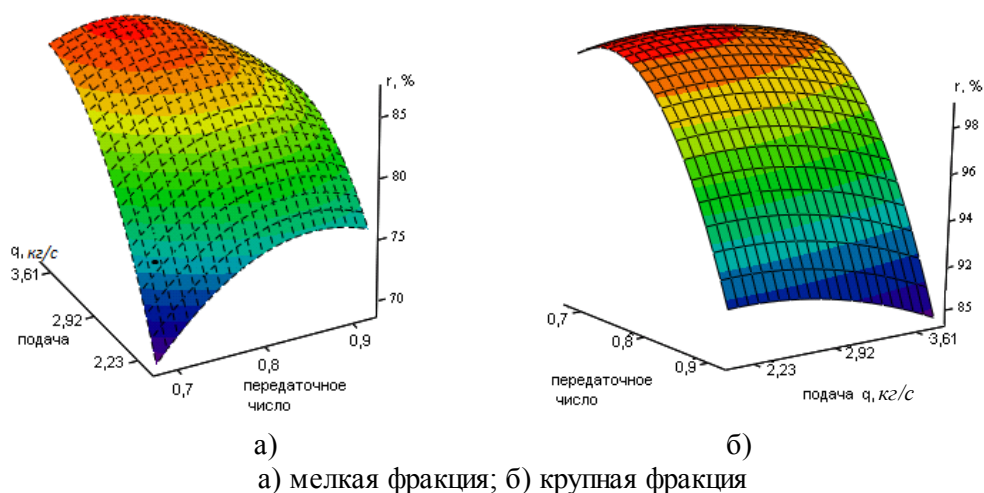 r, %
85
80
75
70
q, кг/с
3,61
2,92
подача
2,23
0,7
0,8
0,9
передаточное
число
r, %
98
96
94
92
85
0,7
0,8
0,9
передаточное
число
2,23
2,92
3,61
подача q, кг/с
а) б)
а) мелкая фракция; б) крупная фракция